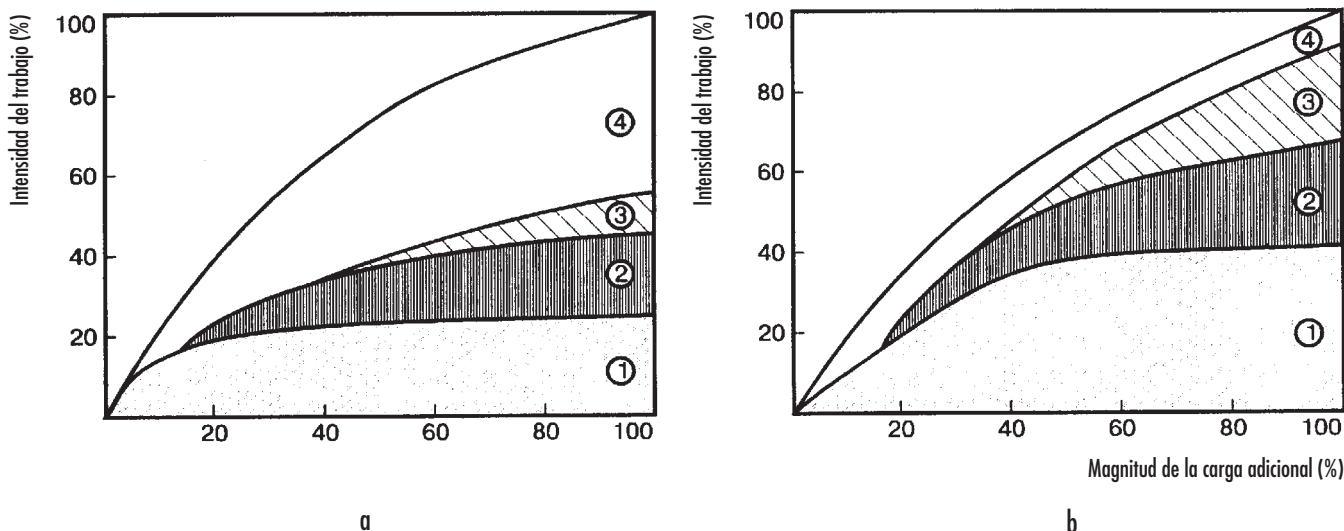 Intensidad del trabajo (%)
100
80
60
40
20
④
③
②
①
20 40 60 80 100
a
Intensidad del trabajo (%)
100
80
60
40
20
④
③
②
①
20 40 60 80 100
Magnitud de la carga adicional (%)
b